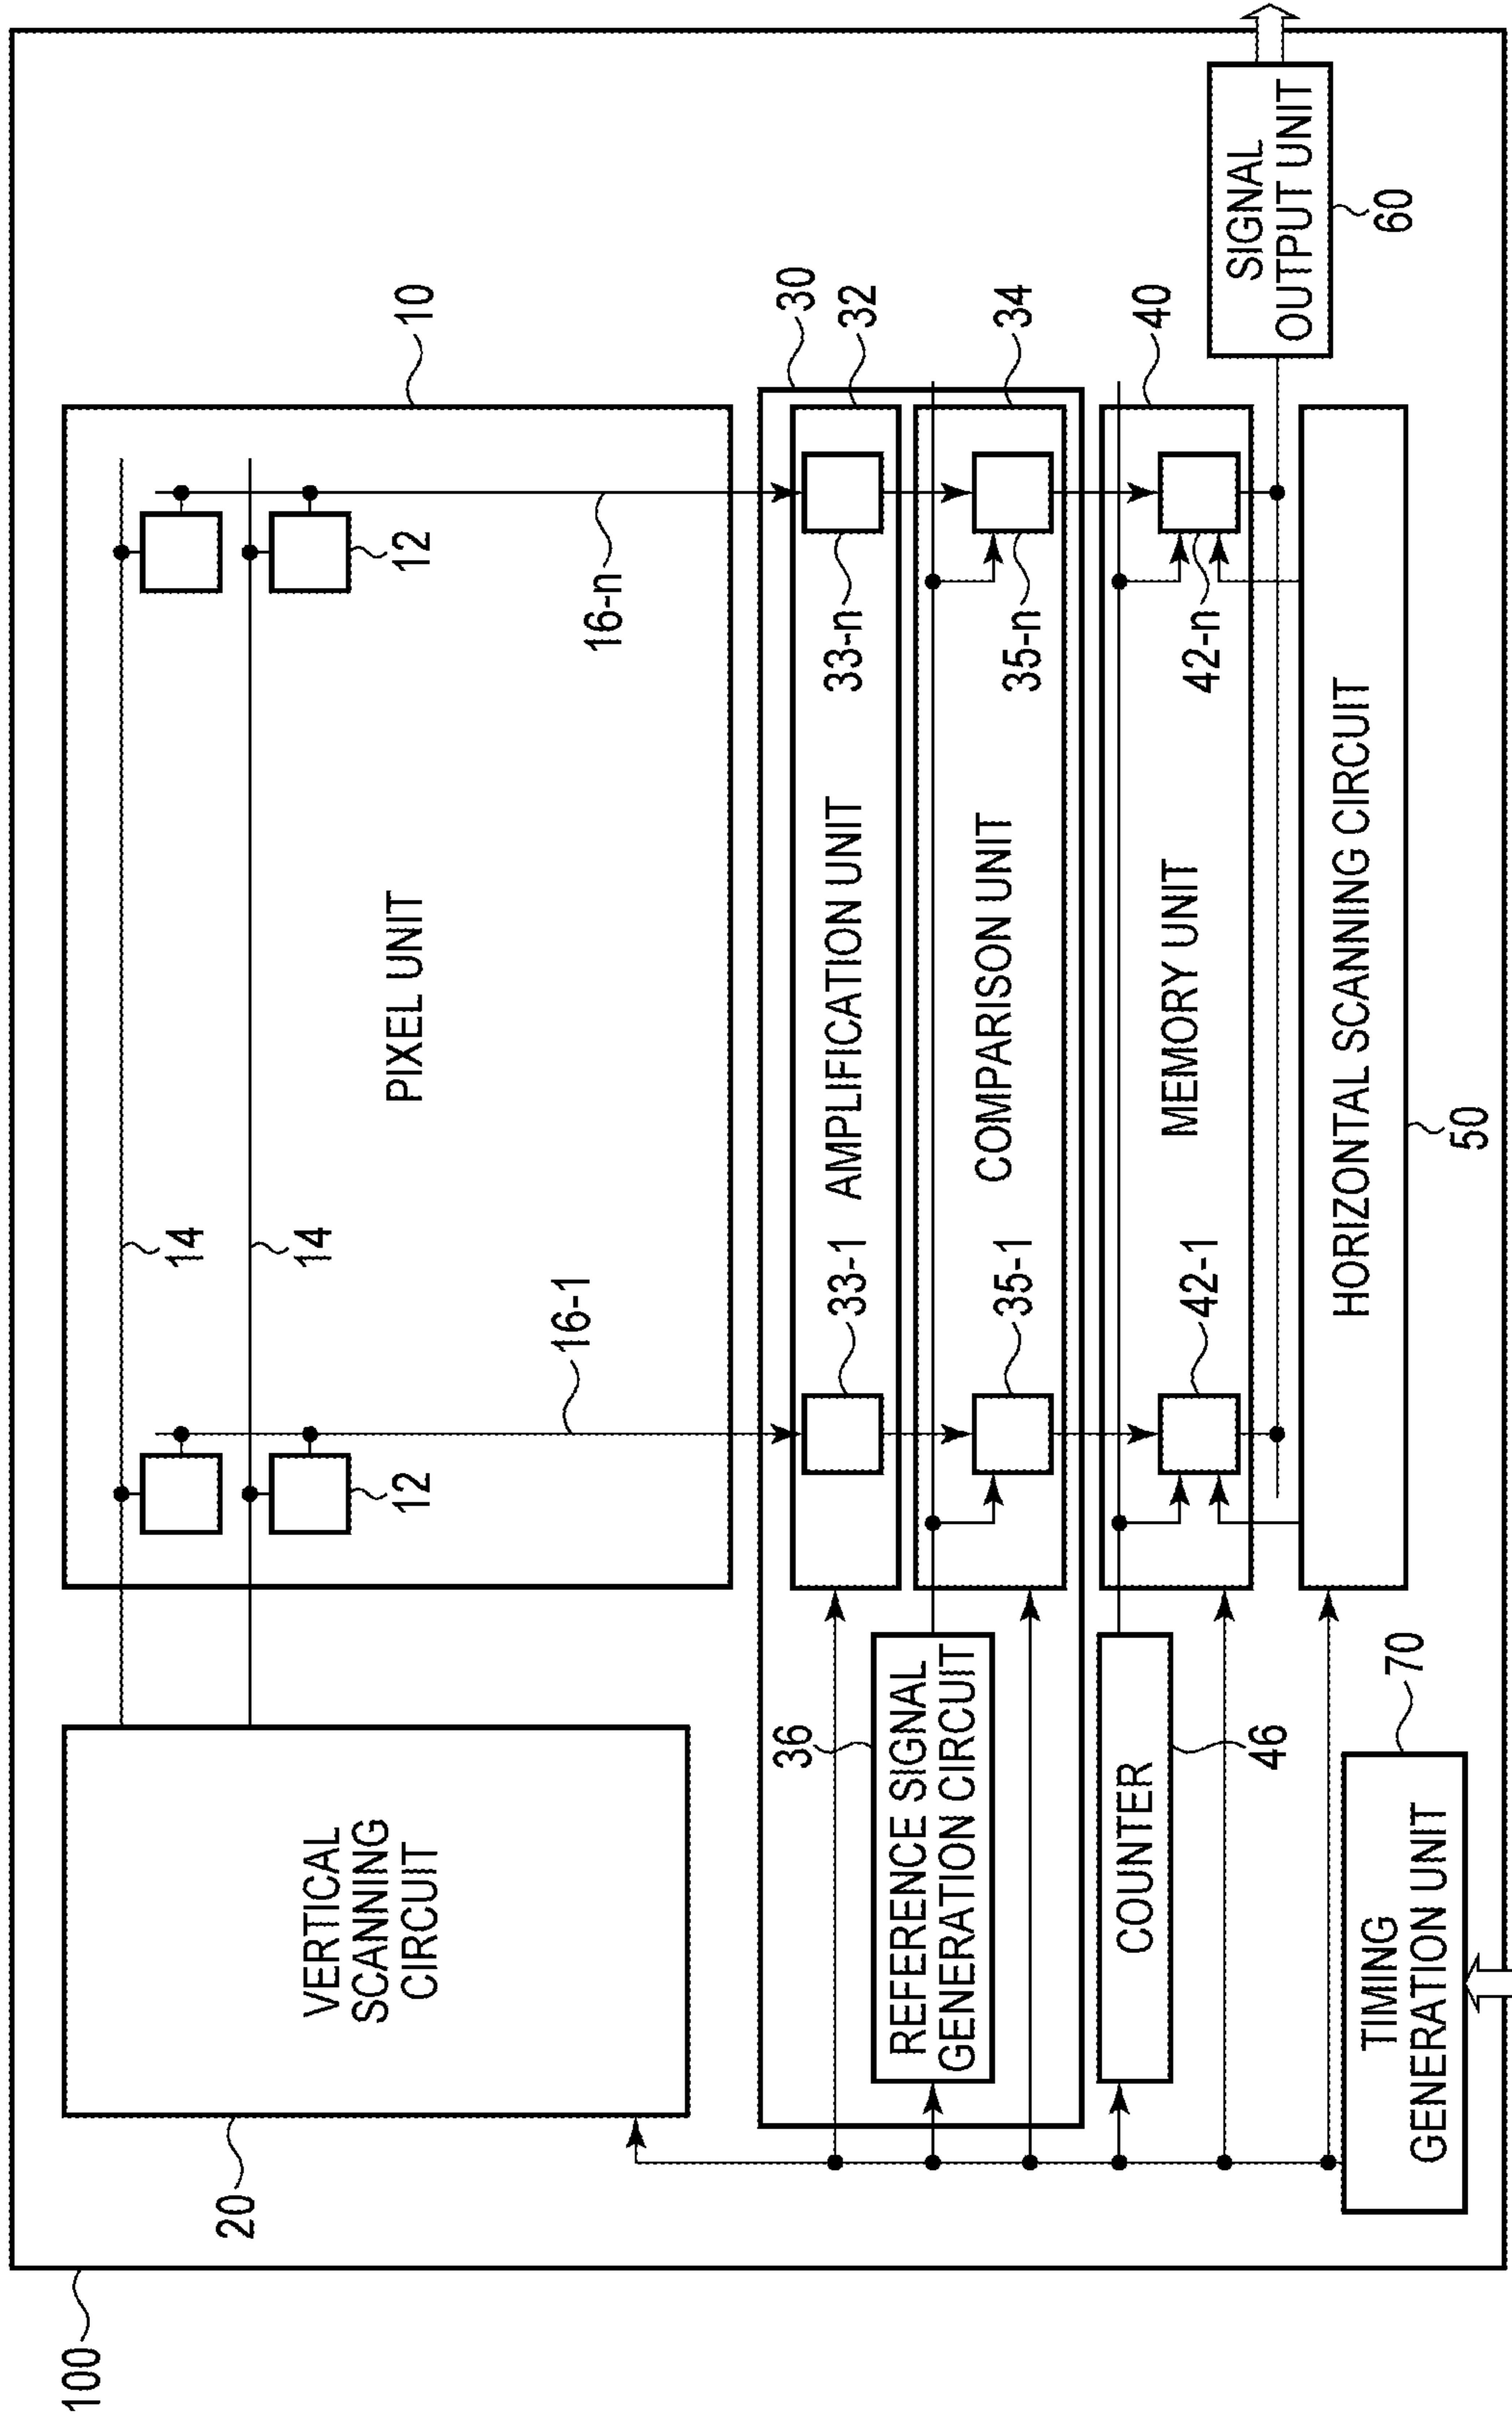 100
20
VERTICAL
SCANNING
CIRCUIT
14
14
12
12
16-1
16-n
PIXEL UNIT
10
30
33-1
AMPLIFICATION UNIT
33-n
32
36
REFERENCE SIGNAL
GENERATION CIRCUIT
35-1
COMPARISON UNIT
35-n
34
COUNTER
46
42-1
MEMORY UNIT
42-n
40
SIGNAL
OUTPUT UNIT
60
HORIZONTAL SCANNING CIRCUIT
50
70
TIMING
GENERATION UNIT